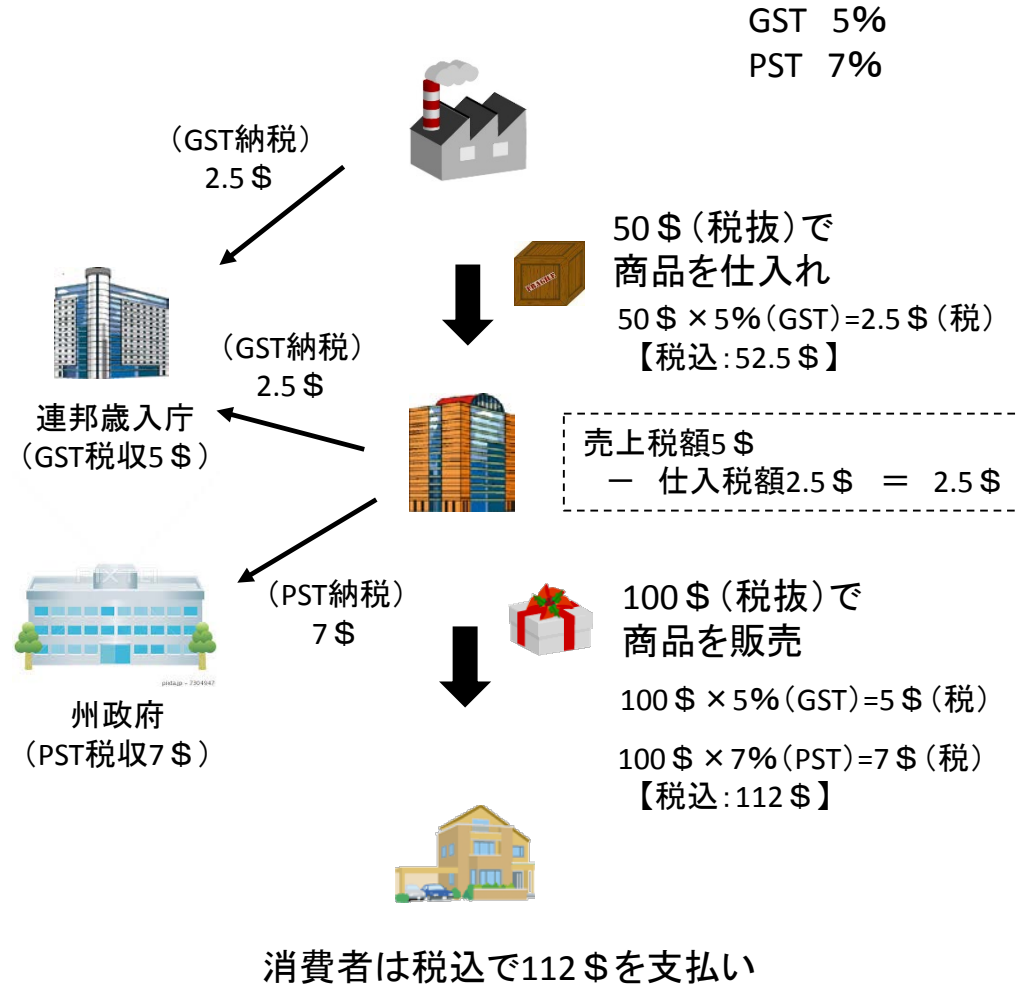 GST 5%
PST 7%
(GST納税)
2.5＄
50＄(税抜)で
商品を仕入れ
50＄×5%(GST)=2.5＄(税)
【税込:52.5＄】
FRAGILE
(GST納税)
2.5＄
連邦歳入庁
(GST税収5＄)
売上税額5＄
－ 仕入税額2.5＄ ＝ 2.5＄
(PST納税)
7＄
100＄(税抜)で
商品を販売
100＄×5%(GST)=5＄(税)
100＄×7%(PST)=7＄(税)
【税込:112＄】
pixta.jp - 7304947
州政府
(PST税収7＄)
消費者は税込で112＄を支払い